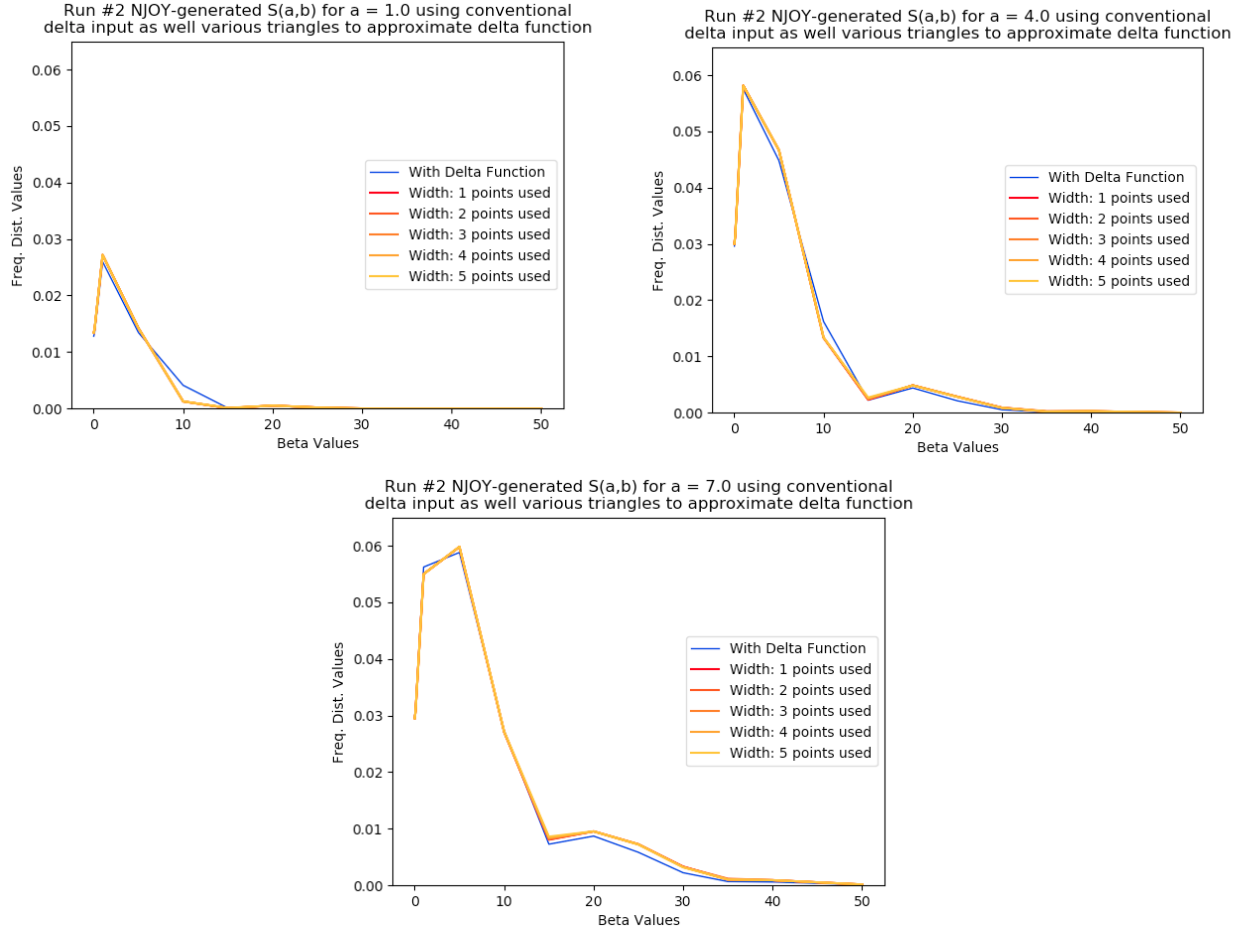 Run #2 NJOY-generated S(a,b) for a = 1.0 using conventional
delta input as well various triangles to approximate delta function
0.06
0.05
0.04
0.03
0.02
0.01
0.00
Freq. Dist. Values
With Delta Function
Width: 1 points used
Width: 2 points used
Width: 3 points used
Width: 4 points used
Width: 5 points used
0 10 20 30 40 50
Beta Values
Run #2 NJOY-generated S(a,b) for a = 4.0 using conventional
delta input as well various triangles to approximate delta function
0.06
0.05
0.04
0.03
0.02
0.01
0.00
Freq. Dist. Values
With Delta Function
Width: 1 points used
Width: 2 points used
Width: 3 points used
Width: 4 points used
Width: 5 points used
0 10 20 30 40 50
Beta Values
Run #2 NJOY-generated S(a,b) for a = 7.0 using conventional
delta input as well various triangles to approximate delta function
0.06
0.05
0.04
0.03
0.02
0.01
0.00
Freq. Dist. Values
With Delta Function
Width: 1 points used
Width: 2 points used
Width: 3 points used
Width: 4 points used
Width: 5 points used
0 10 20 30 40 50
Beta Values